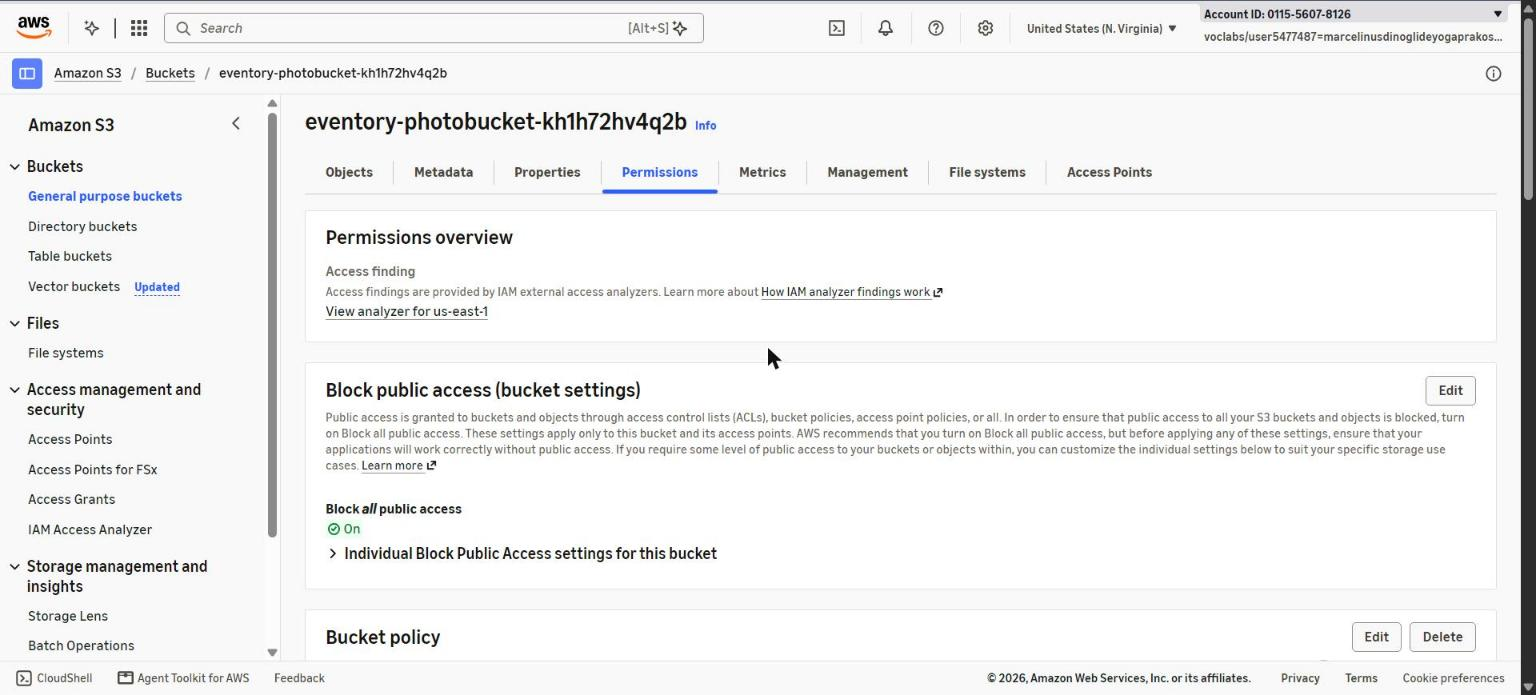 aws
Search
[Alt+S]
United States (N. Virginia)
Account ID: 0115-5607-8126
voclabs/user5477487=marcelinusdinoglideyogaprakos...
Amazon S3 / Buckets / eventory-photobucket-kh1h72hv4q2b
Amazon S3
Buckets
General purpose buckets
Directory buckets
Table buckets
Vector buckets Updated
Files
File systems
Access management and
security
Access Points
Access Points for FSx
Access Grants
IAM Access Analyzer
Storage management and
insights
Storage Lens
Batch Operations
eventory-photobucket-kh1h72hv4q2b Info
Objects Metadata Properties Permissions Metrics Management File systems Access Points
Permissions overview
Access finding
Access findings are provided by IAM external access analyzers. Learn more about How IAM analyzer findings work
View analyzer for us-east-1
Block public access (bucket settings)
Edit
Public access is granted to buckets and objects through access control lists (ACLs), bucket policies, access point policies, or all. In order to ensure that public access to all your S3 buckets and objects is blocked, turn
on Block all public access. These settings apply only to this bucket and its access points. AWS recommends that you turn on Block all public access, but before applying any of these settings, ensure that your
applications will work correctly without public access. If you require some level of public access to your buckets or objects within, you can customize the individual settings below to suit your specific storage use
cases. Learn more
Block all public access
On
Individual Block Public Access settings for this bucket
Bucket policy
Edit Delete
CloudShell Agent Toolkit for AWS Feedback
© 2026, Amazon Web Services, Inc. or its affiliates. Privacy Terms Cookie preferences